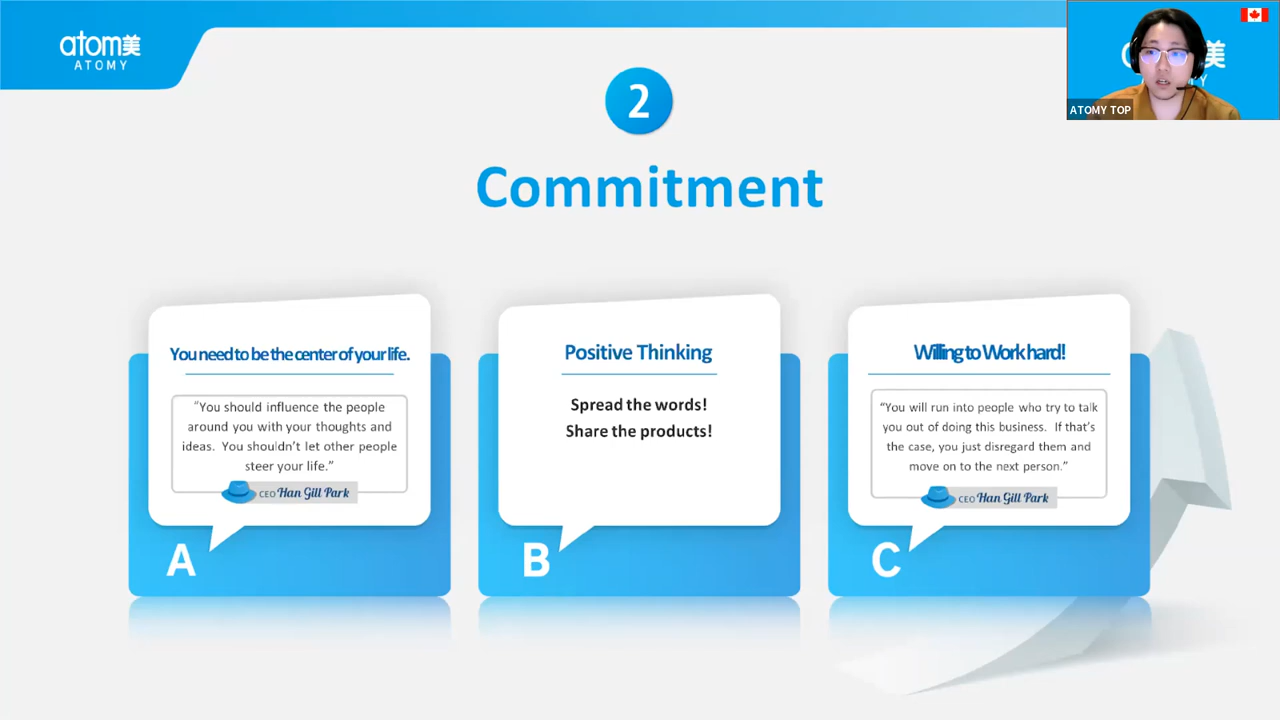 atom美
ATOMY
ATOMY TOP
2
Commitment
You need to be the center of your life.
“You should influence the people
around you with your thoughts and
ideas. You shouldn’t let other people
steer your life.”
CEO Han Gill Park
A
Positive Thinking
Spread the words!
Share the products!
B
Willing to Work hard!
“You will run into people who try to talk
you out of doing this business. If that’s
the case, you just disregard them and
move on to the next person.”
CEO Han Gill Park
C